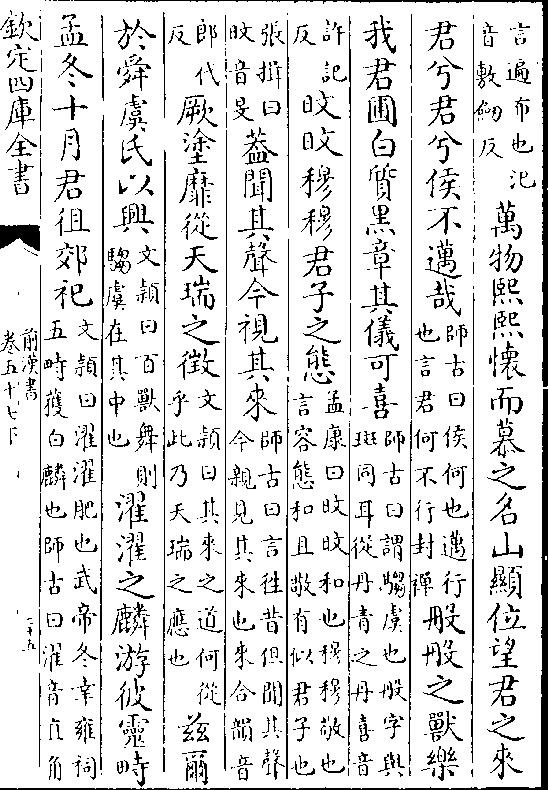 言遍布也氾
音敷劒反
萬物熙熙懷而慕之名山顯位望君之來
君兮君兮侯不邁哉
師古曰侯何也邁行
也言君何不行封禪
般般之獸樂
我君圃白質黑章其儀可喜
師古曰謂騶虞也般字與
斑同耳從丹青之丹喜音
許記
反
旼旼穆穆君子之態
孟康曰旼旼和也穆穆敬也
言容態和且敬有似君子也
張揖曰
旼音旻
蓋聞其聲今視其來
師古曰言徃昔但聞其聲
今親見其來也來合韻音
郎代
反
厥塗靡從天瑞之徵
文穎曰其來之道何從
乎此乃天瑞之應也
兹爾
於舜虞氏以興
文穎曰百獸舞則
騶虞在其中也
濯濯之麟游彼靈畤
孟冬十月君徂郊祀
文穎曰濯濯肥也武帝冬幸雍祠
五畤獲白麟也師古曰濯音直角
欽定四庫全書
前漢書
卷五十七下
二十五